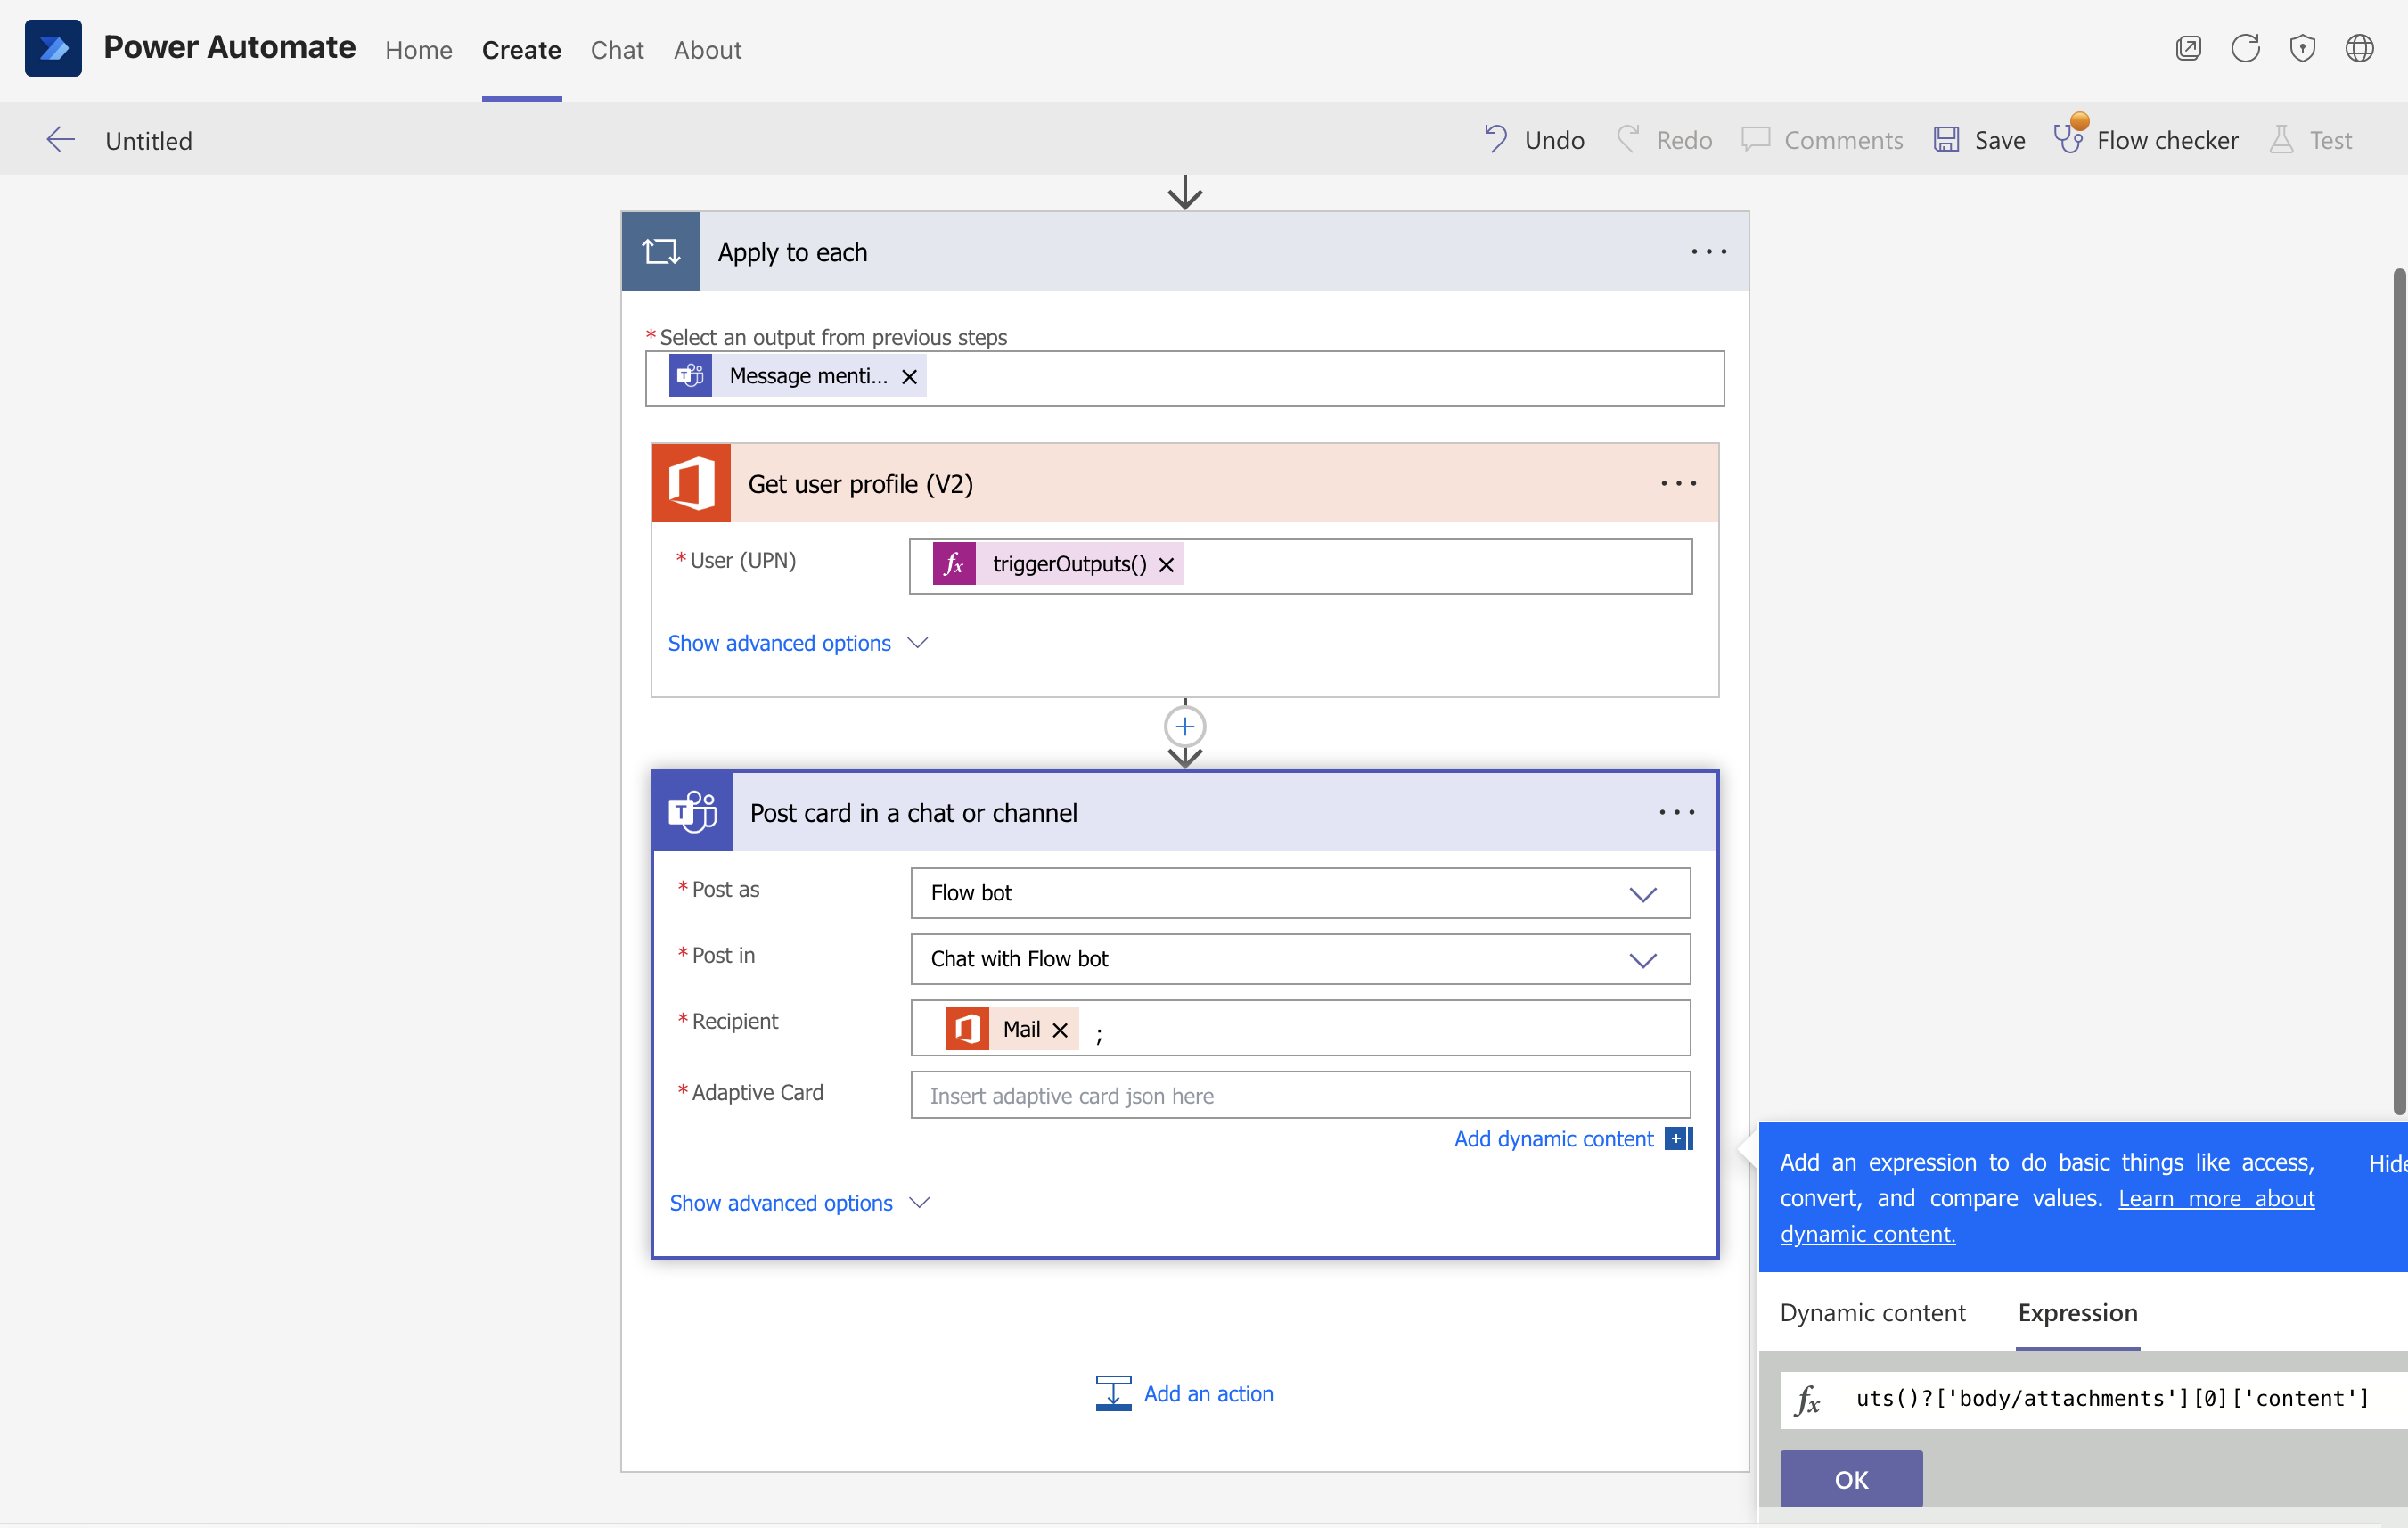 Power Automate Home Create Chat About
Untitled Undo Redo Comments Save Flow checker Test
Apply to each ...
* Select an output from previous steps
T Message menti... ×
Get user profile (V2) ...
* User (UPN) fx triggerOutputs() ×
Show advanced options
T Post card in a chat or channel ...
* Post as Flow bot
* Post in Chat with Flow bot
* Recipient Mail × ;
* Adaptive Card Insert adaptive card json here
Add dynamic content
Show advanced options
Add an action
Add an expression to do basic things like access,
convert, and compare values. Learn more about
dynamic content.
Hide
Dynamic content Expression
fx uts()?['body/attachments'][0]['content']
OK